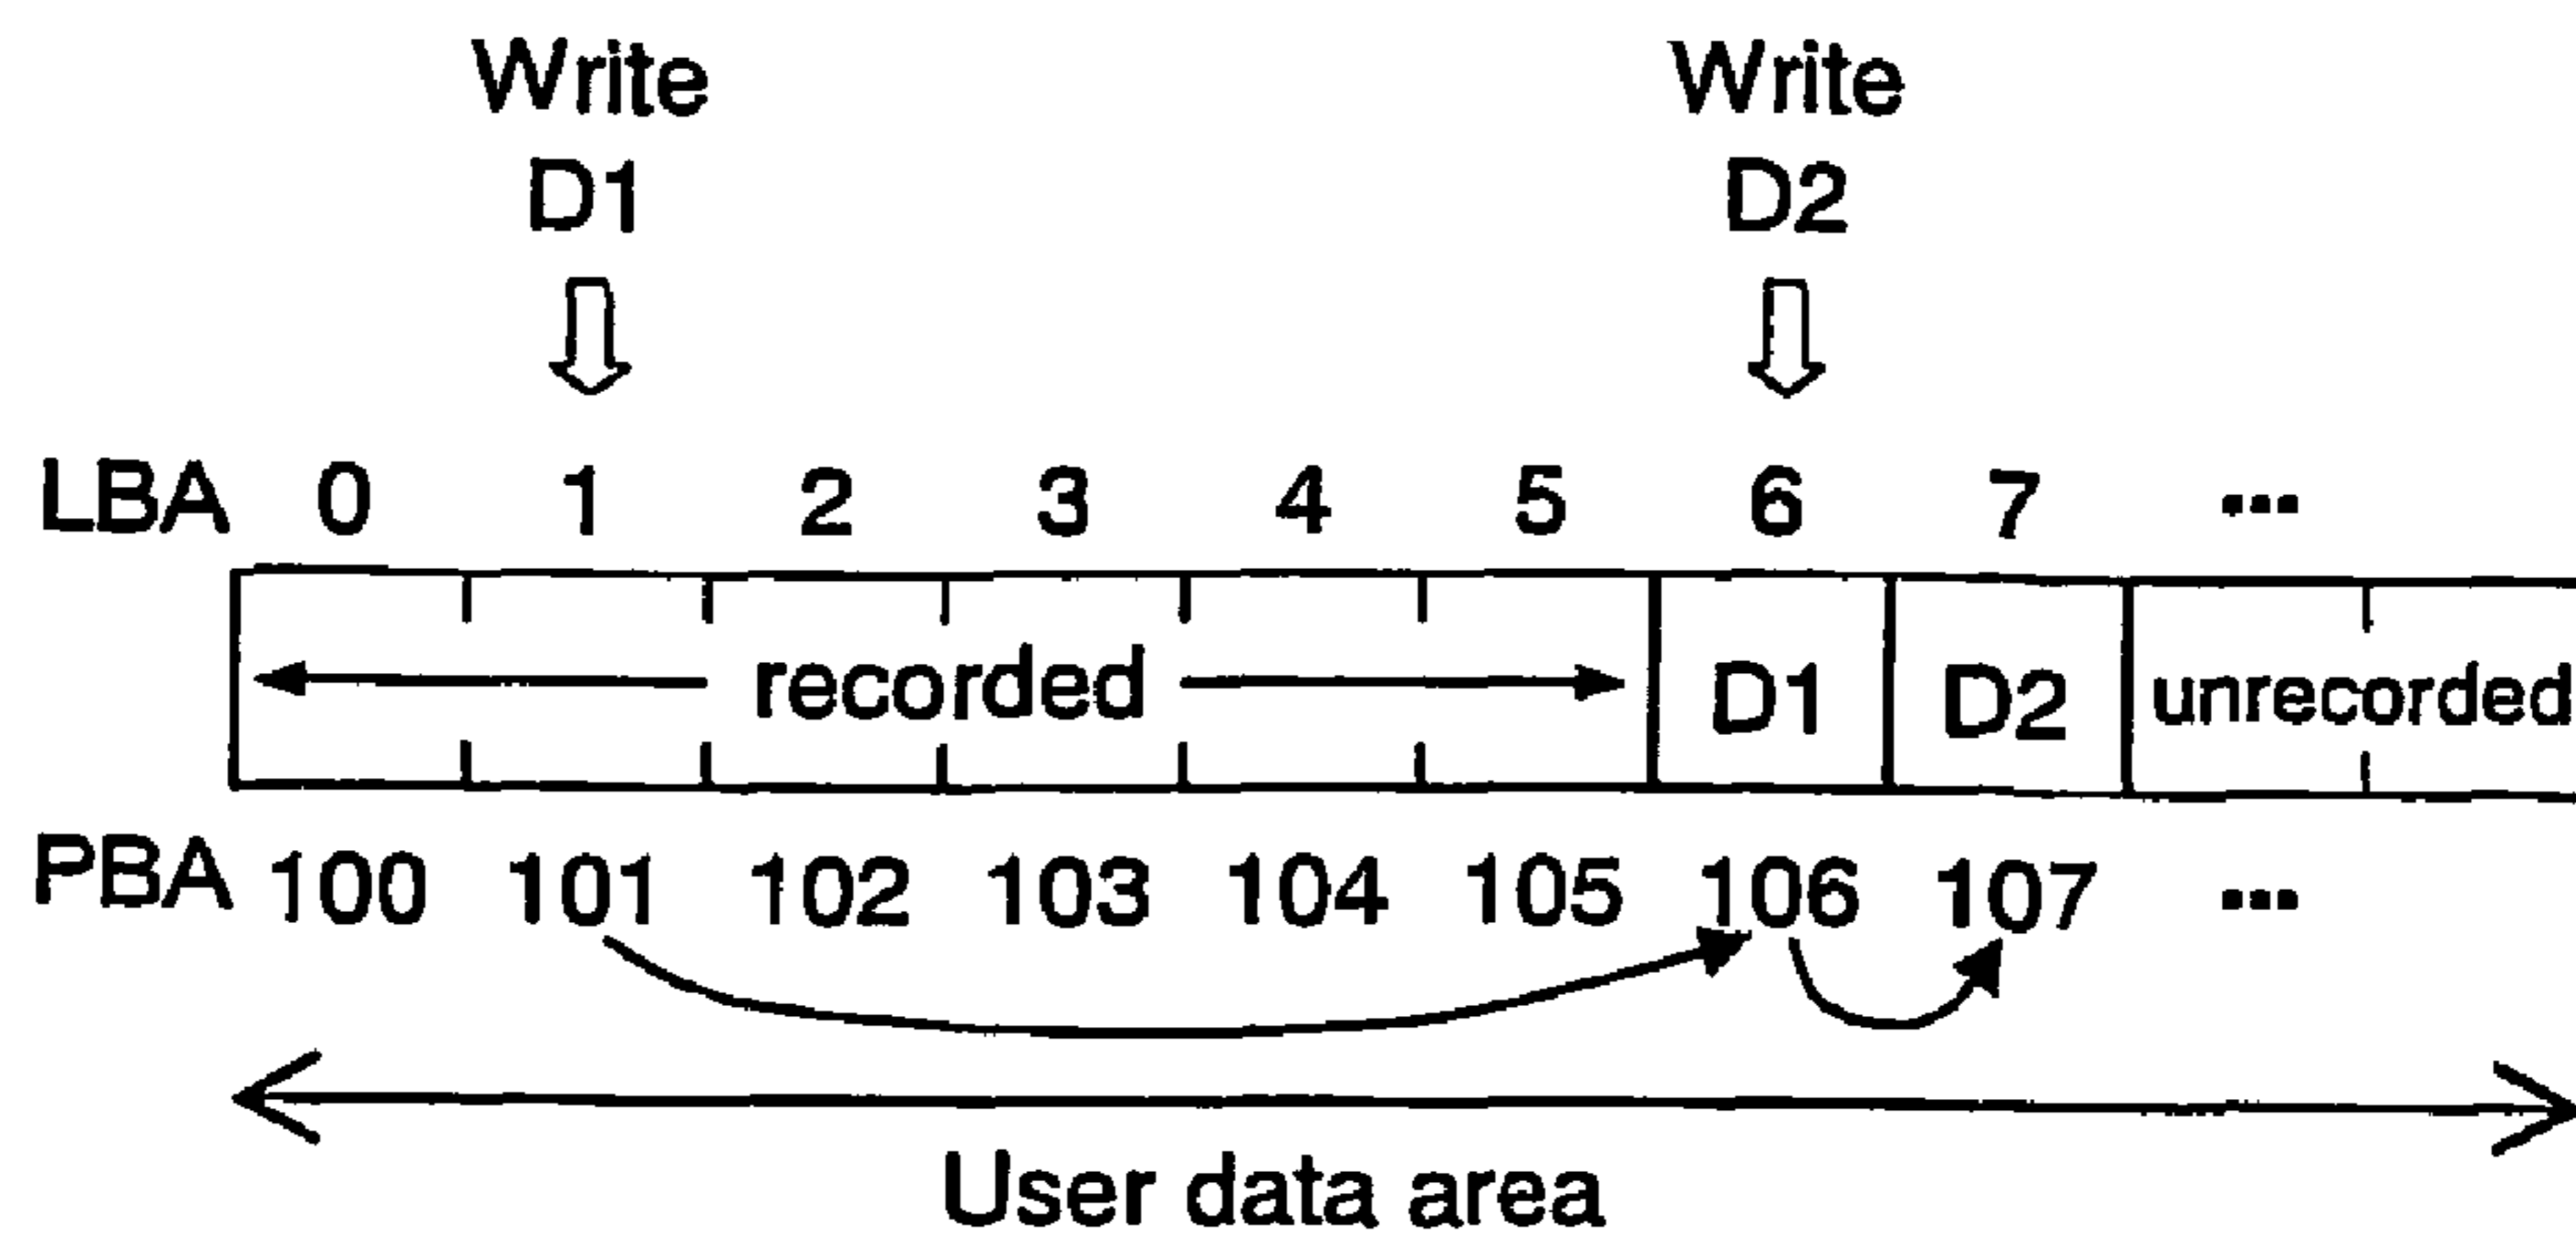 Write Write
D1 D2
LBA 0 1 2 3 4 5 6 7 ...
recorded D1 D2 unrecorded
PBA 100 101 102 103 104 105 106 107 ...
User data area